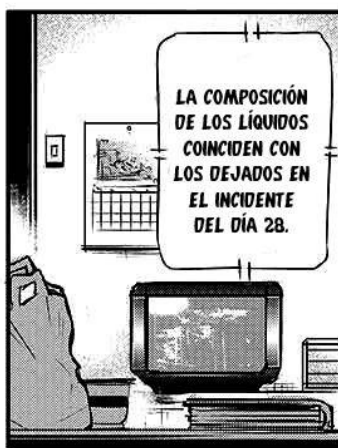 LA COMPOSICIÓN
DE LOS LÍQUIDOS
COINCIDEN CON
LOS DEJADOS EN
EL INCIDENTE
DEL DÍA 28.